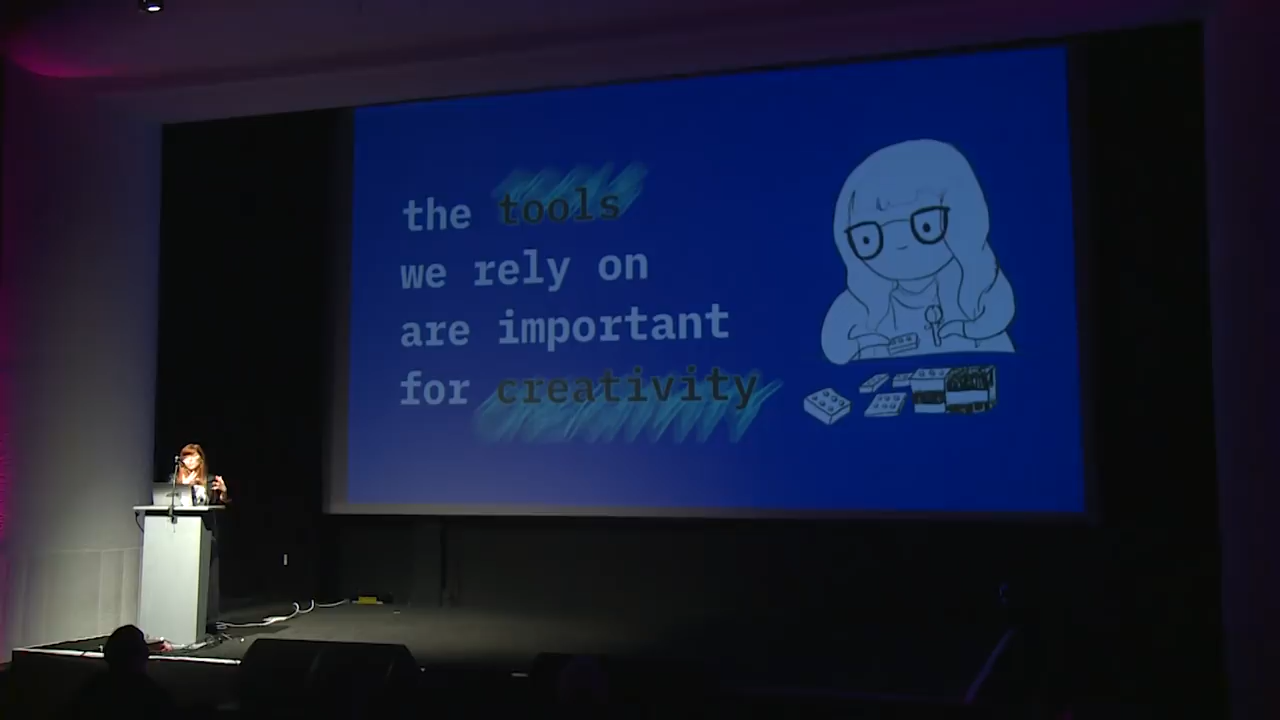 the tools
we rely on
are important
for creativity